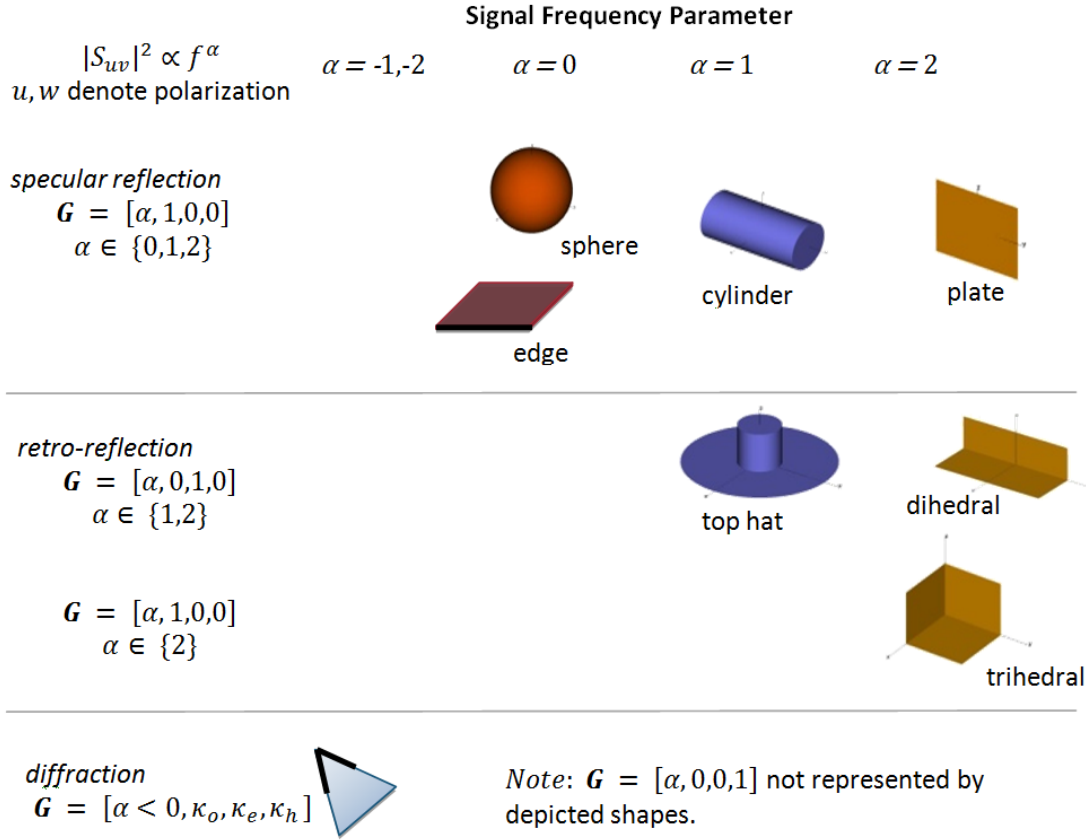 Signal Frequency Parameter
|S_{uv}|² ∝ f^α
u, w denote polarization
α = -1,-2
α = 0
α = 1
α = 2
specular reflection
G = [α, 1,0,0]
α ∈ {0,1,2}
sphere
cylinder
plate
edge
retro-reflection
G = [α, 0,1,0]
α ∈ {1,2}
top hat
dihedral
G = [α, 1,0,0]
α ∈ {2}
trihedral
diffraction
G = [α < 0, κ_o, κ_e, κ_h]
Note: G = [α, 0,0,1] not represented by
depicted shapes.